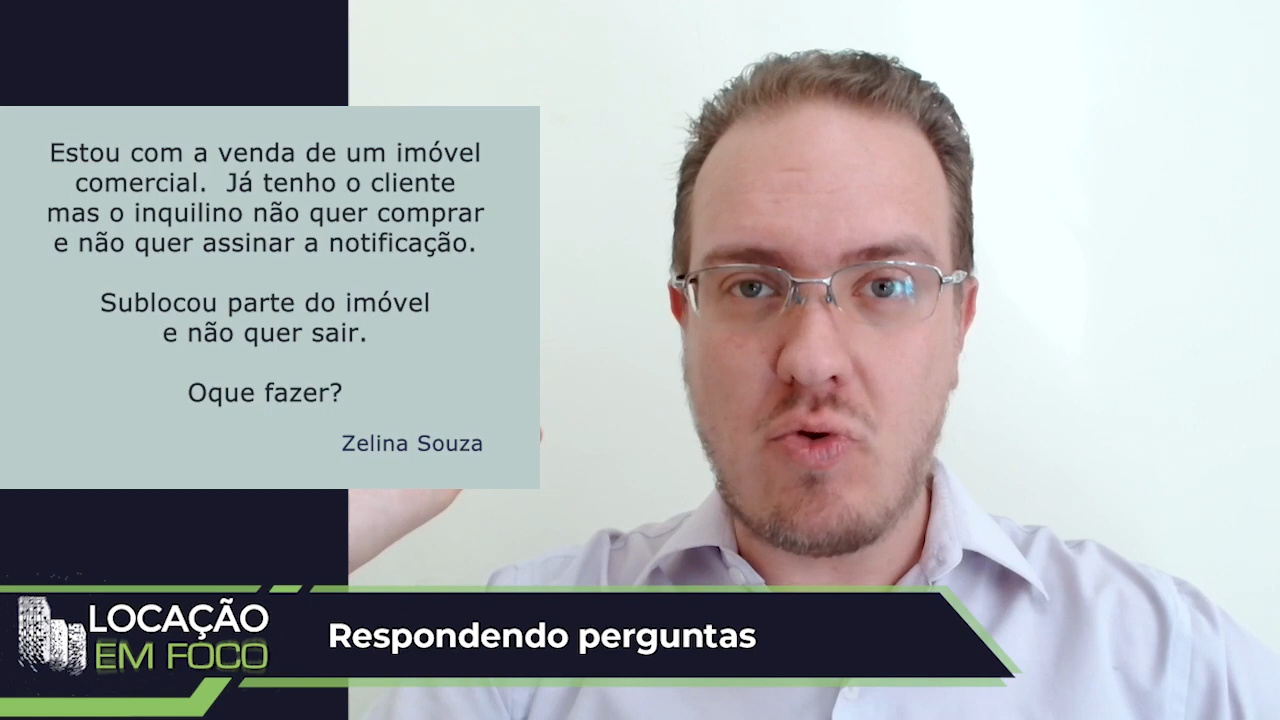 Estou com a venda de um imóvel
comercial.  Já tenho o cliente
mas o inquilino não quer comprar
e não quer assinar a notificação.
Sublocou parte do imóvel
e não quer sair.
Oque fazer?
Zelina Souza
LOCAÇÃO
EM FOCO
Respondendo perguntas